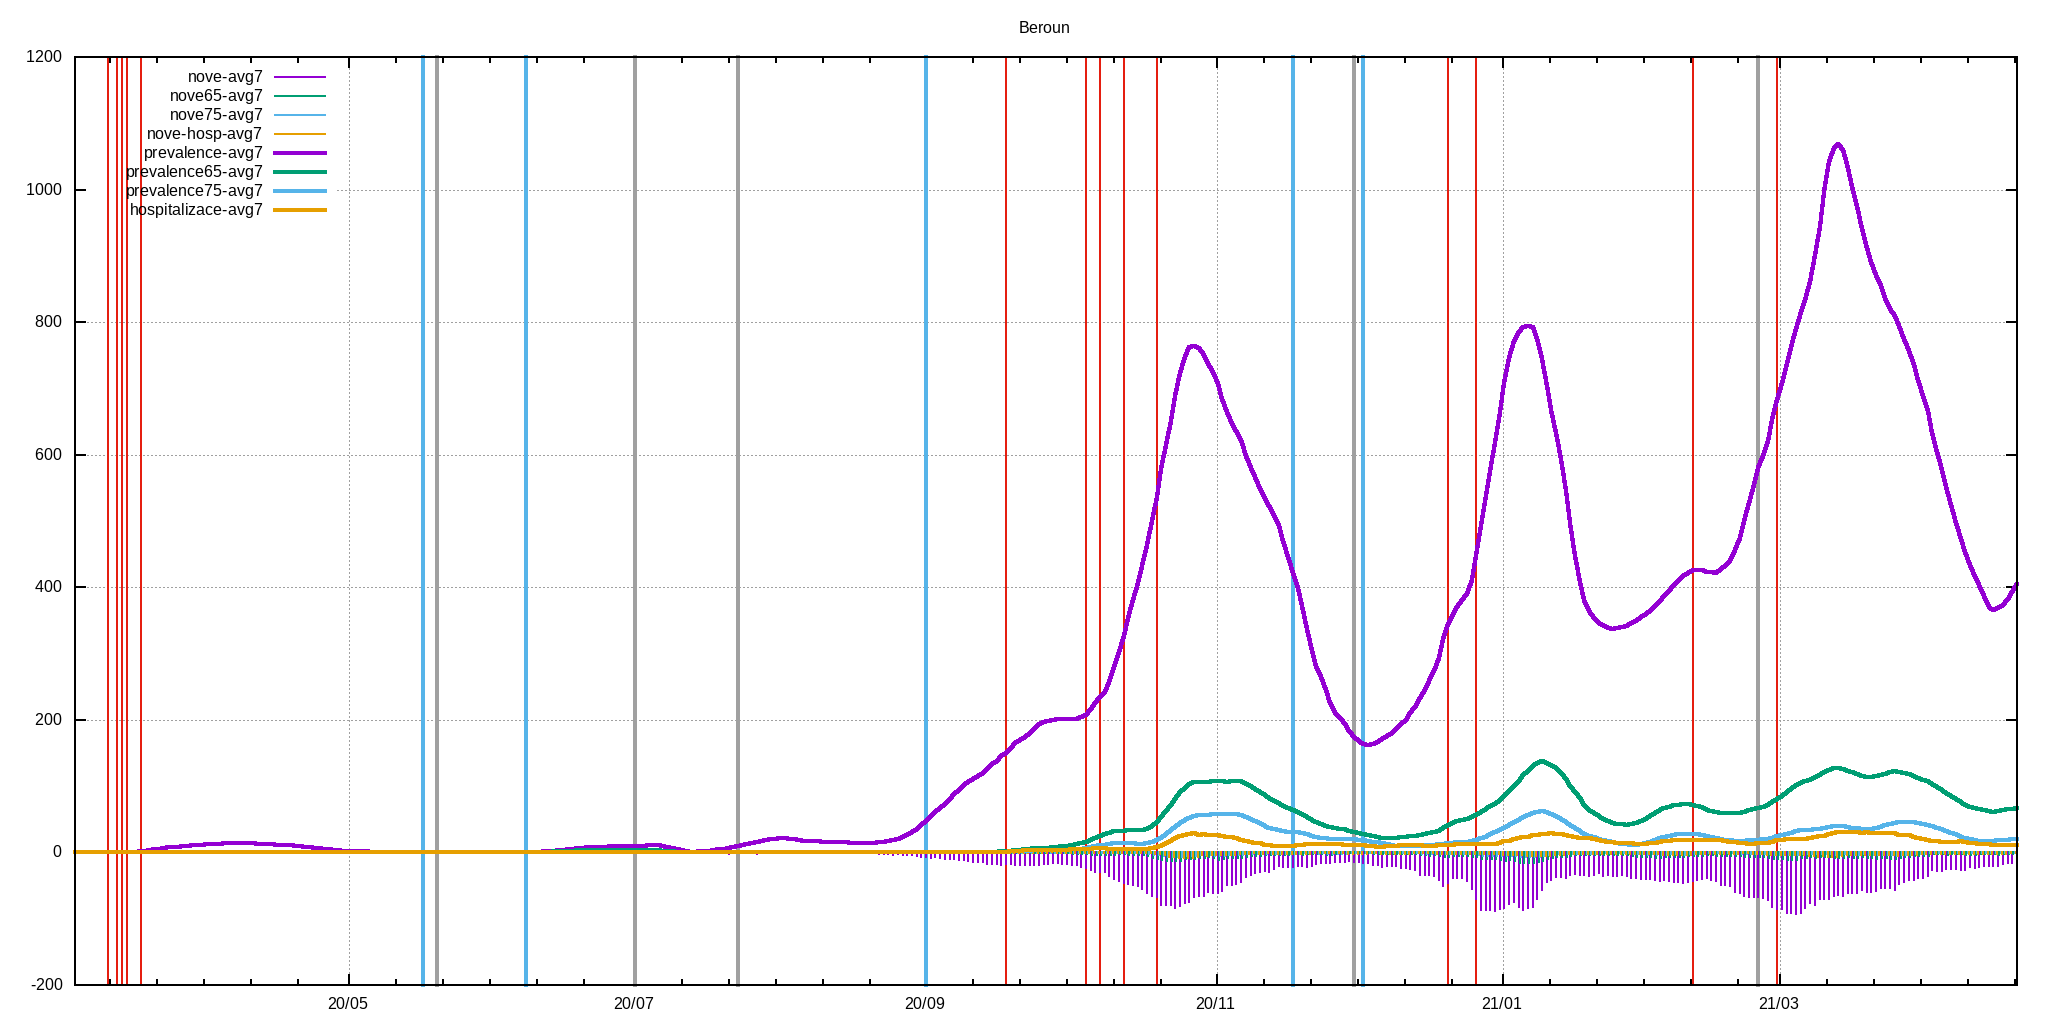 Beroun
1200
1000
800
600
400
200
0
-200
nove-avg7
nove65-avg7
nove75-avg7
nove-hosp-avg7
prevalence-avg7
prevalence65-avg7
prevalence75-avg7
hospitalizace-avg7
20/05 20/07 20/09 20/11 21/01 21/03